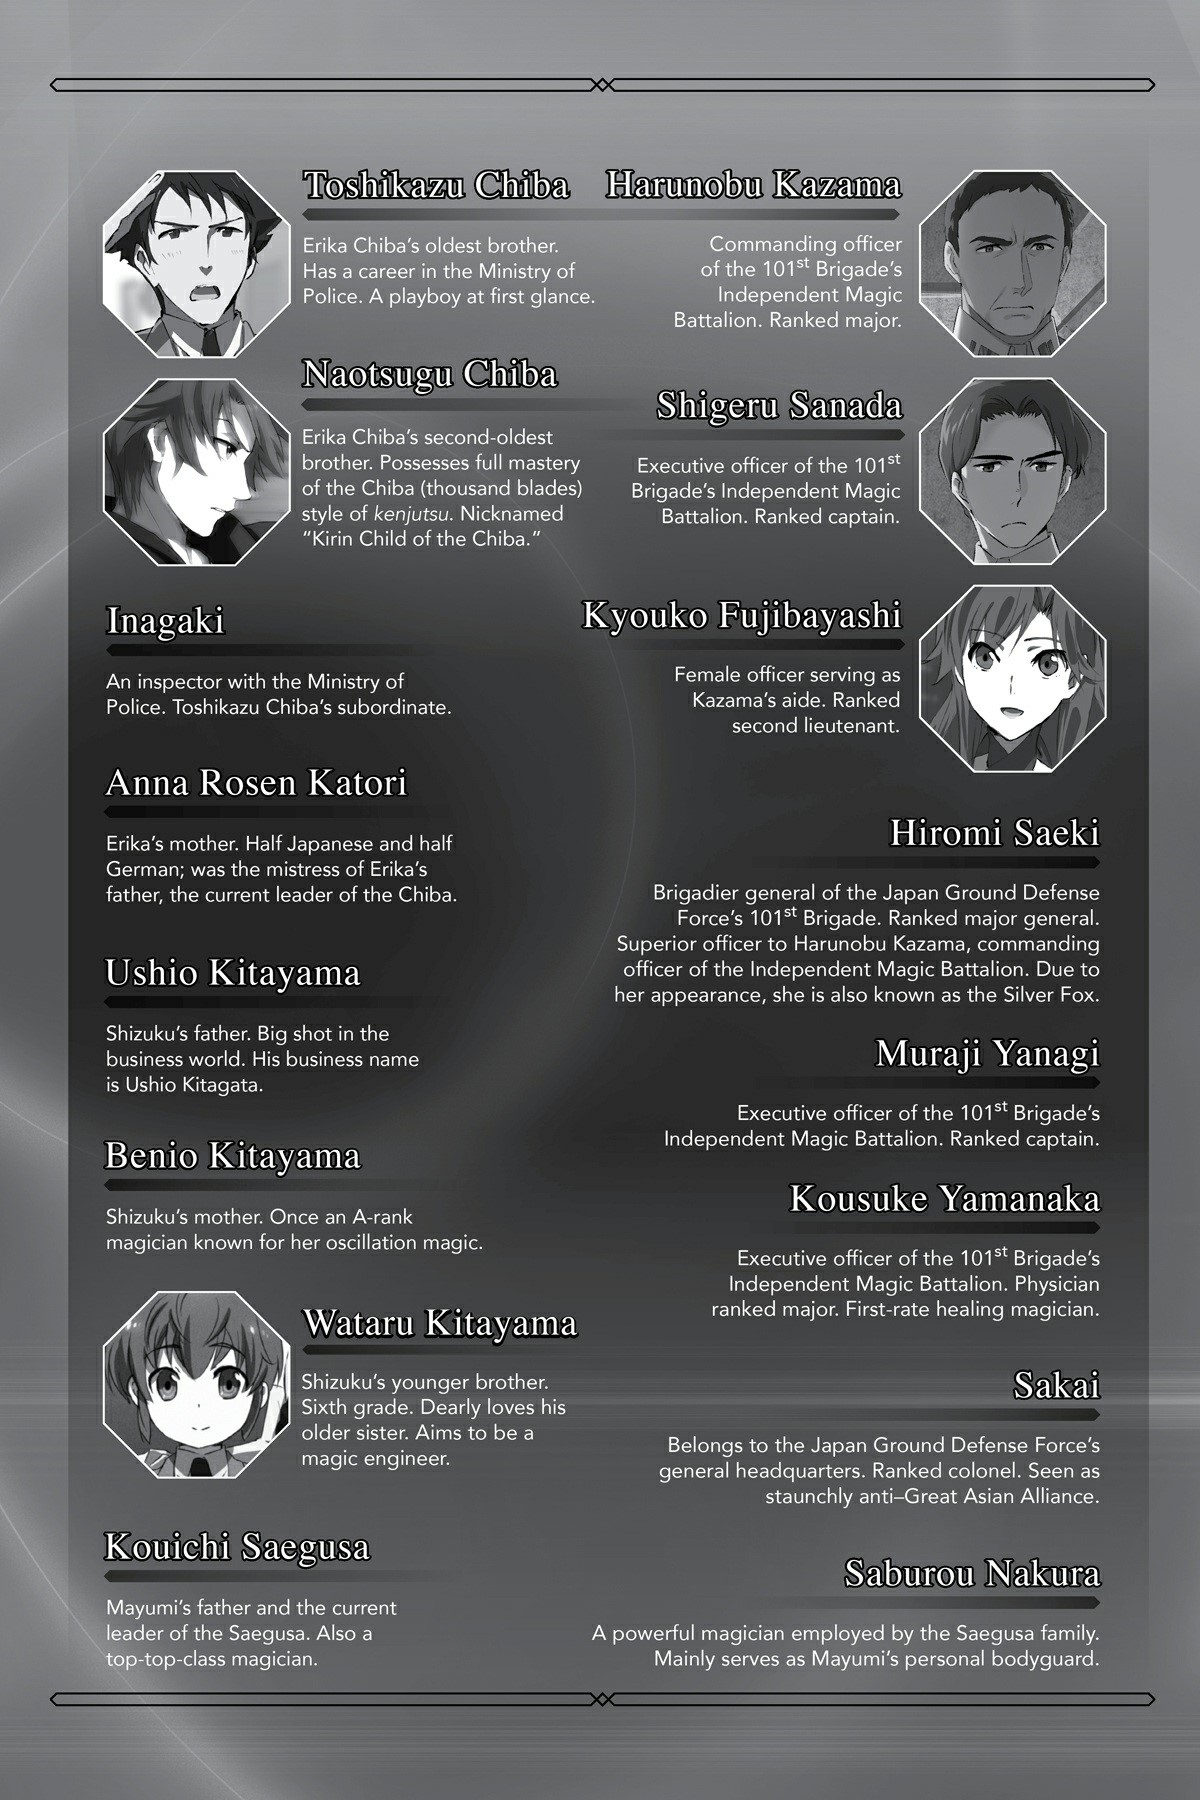 Toshikazu Chiba
Erika Chiba’s oldest brother.
Has a career in the Ministry of
Police. A playboy at first glance.
Naotsugu Chiba
Erika Chiba’s second-oldest
brother. Possesses full mastery
of the Chiba (thousand blades)
style of kenjutsu. Nicknamed
“Kirin Child of the Chiba.”
Inagaki
An inspector with the Ministry of
Police. Toshikazu Chiba’s subordinate.
Anna Rosen Katori
Erika’s mother. Half Japanese and half
German; was the mistress of Erika’s
father, the current leader of the Chiba.
Ushio Kitayama
Shizuku’s father. Big shot in the
business world. His business name
is Ushio Kitagata.
Benio Kitayama
Shizuku’s mother. Once an A-rank
magician known for her oscillation magic.
Wataru Kitayama
Shizuku’s younger brother.
Sixth grade. Dearly loves his
older sister. Aims to be a
magic engineer.
Kouichi Saegusa
Mayumi’s father and the current
leader of the Saegusa. Also a
top-top-class magician.
Harunobu Kazama
Commanding officer
of the 101st Brigade’s
Independent Magic
Battalion. Ranked major.
Shigeru Sanada
Executive officer of the 101st
Brigade’s Independent Magic
Battalion. Ranked captain.
Kyouko Fujibayashi
Female officer serving as
Kazama’s aide. Ranked
second lieutenant.
Hiromi Saeki
Brigadier general of the Japan Ground Defense
Force’s 101st Brigade. Ranked major general.
Superior officer to Harunobu Kazama, commanding
officer of the Independent Magic Battalion. Due to
her appearance, she is also known as the Silver Fox.
Muraji Yanagi
Executive officer of the 101st Brigade’s
Independent Magic Battalion. Ranked captain.
Kousuke Yamanaka
Executive officer of the 101st Brigade’s
Independent Magic Battalion. Physician
ranked major. First-rate healing magician.
Sakai
Belongs to the Japan Ground Defense Force’s
general headquarters. Ranked colonel. Seen as
staunchly anti–Great Asian Alliance.
Saburou Nakura
A powerful magician employed by the Saegusa family.
Mainly serves as Mayumi’s personal bodyguard.